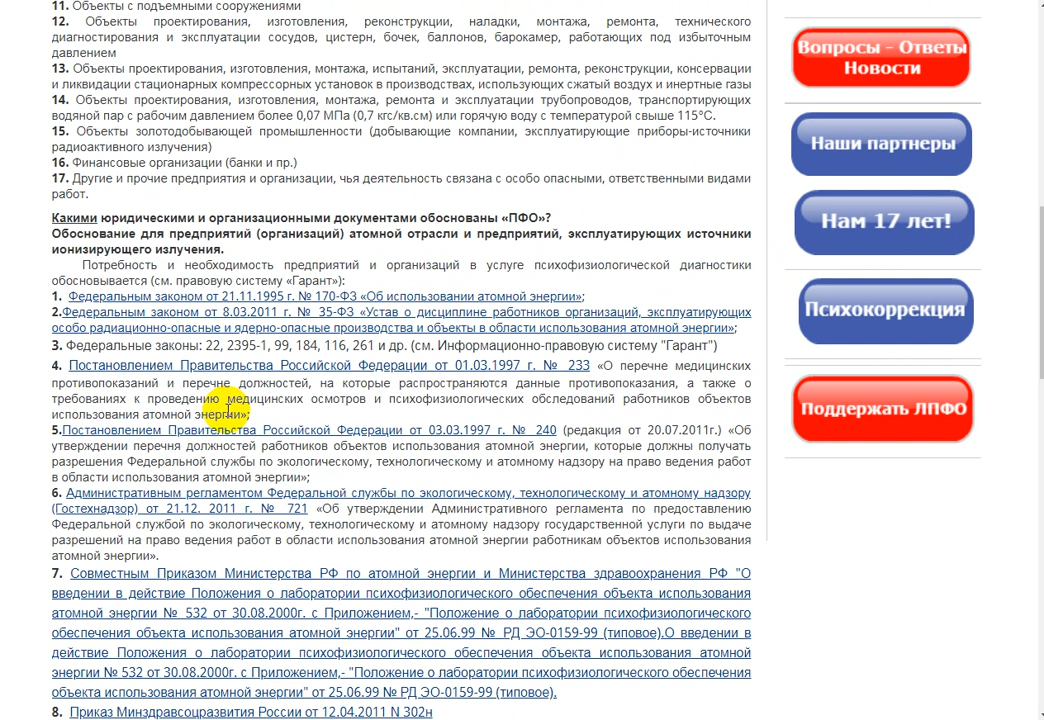 11. Объекты с подъемными сооружениями
12. Объекты проектирования, изготовления, реконструкции, наладки, монтажа, ремонта, технического
диагностирования и эксплуатации сосудов, цистерн, бочек, баллонов, барокамер, работающих под избыточным
давлением
13. Объекты проектирования, изготовления, монтажа, испытаний, эксплуатации, ремонта, реконструкции, консервации
и ликвидации стационарных компрессорных установок в производствах, использующих сжатый воздух и инертные газы
14. Объекты проектирования, изготовления, монтажа, ремонта и эксплуатации трубопроводов, транспортирующих
водяной пар с рабочим давлением более 0,07 МПа (0,7 кгс/кв.см) или горячую воду с температурой свыше 115°С.
15. Объекты золотодобывающей промышленности (добывающие компании, эксплуатирующие приборы-источники
радиоактивного излучения)
16. Финансовые организации (банки и пр.)
17. Другие и прочие предприятия и организации, чья деятельность связана с особо опасными, ответственными видами
работ.
Какими юридическими и организационными документами обоснованы «ПФО»?
Обоснование для предприятий (организаций) атомной отрасли и предприятий, эксплуатирующих источники
ионизирующего излучения.
Потребность и необходимость предприятий и организаций в услуге психофизиологической диагностики
обосновывается (см. правовую систему «Гарант»):
1. Федеральным законом от 21.11.1995 г. № 170-ФЗ «Об использовании атомной энергии»;
2.Федеральным законом от 8.03.2011 г. № 35-ФЗ «Устав о дисциплине работников организаций, эксплуатирующих
особо радиационно-опасные и ядерно-опасные производства и объекты в области использования атомной энергии»;
3. Федеральные законы: 22, 2395-1, 99, 184, 116, 261 и др. (см. Информационно-правовую систему "Гарант")
4. Постановлением Правительства Российской Федерации от 01.03.1997 г. № 233 «О перечне медицинских
противопоказаний и перечне должностей, на которые распространяются данные противопоказания, а также о
требованиях к проведению медицинских осмотров и психофизиологических обследований работников объектов
использования атомной энергии»;
5.Постановлением Правительства Российской Федерации от 03.03.1997 г. № 240 (редакция от 20.07.2011г.) «Об
утверждении перечня должностей работников объектов использования атомной энергии, которые должны получать
разрешения Федеральной службы по экологическому, технологическому и атомному надзору на право ведения работ
в области использования атомной энергии»;
6. Административным регламентом Федеральной службы по экологическому, технологическому и атомному надзору
(Гостехнадзор) от 21.12. 2011 г. № 721 «Об утверждении Административного регламента по предоставлению
Федеральной службой по экологическому, технологическому и атомному надзору государственной услуги по выдаче
разрешений на право ведения работ в области использования атомной энергии работникам объектов использования
атомной энергии».
7. Совместным Приказом Министерства РФ по атомной энергии и Министерства здравоохранения РФ "О
введении в действие Положения о лаборатории психофизиологического обеспечения объекта использования
атомной энергии № 532 от 30.08.2000г. с Приложением,- "Положение о лаборатории психофизиологического
обеспечения объекта использования атомной энергии" от 25.06.99 № РД ЭО-0159-99 (типовое).О введении в
действие Положения о лаборатории психофизиологического обеспечения объекта использования атомной
энергии № 532 от 30.08.2000г. с Приложением,- "Положение о лаборатории психофизиологического обеспечения
объекта использования атомной энергии" от 25.06.99 № РД ЭО-0159-99 (типовое).
8. Приказ Минздравсоцразвития России от 12.04.2011 N 302н
Вопросы - Ответы
Новости
Наши партнеры
Нам 17 лет!
Психокоррекция
Поддержать ЛПФО